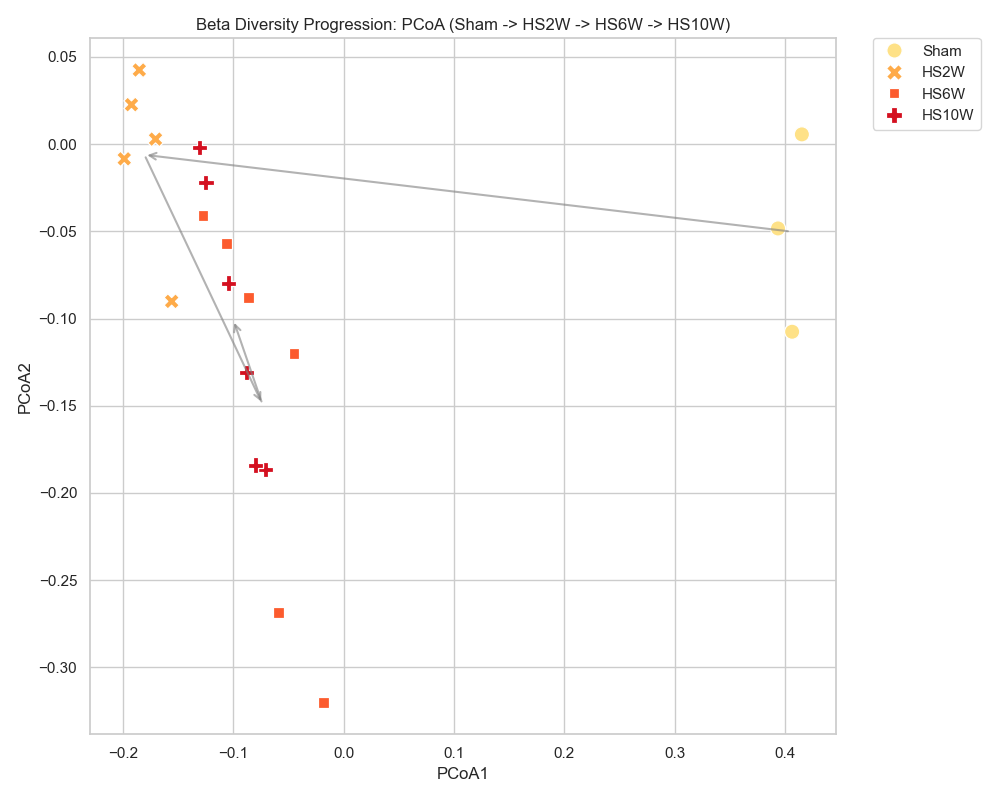 Beta Diversity Progression: PCoA (Sham -> HS2W -> HS6W -> HS10W)
Sham
HS2W
HS6W
HS10W
0.05
0.00
−0.05
−0.10
−0.15
−0.20
−0.25
−0.30
PCoA2
−0.2
−0.1
0.0
0.1
0.2
0.3
0.4
PCoA1